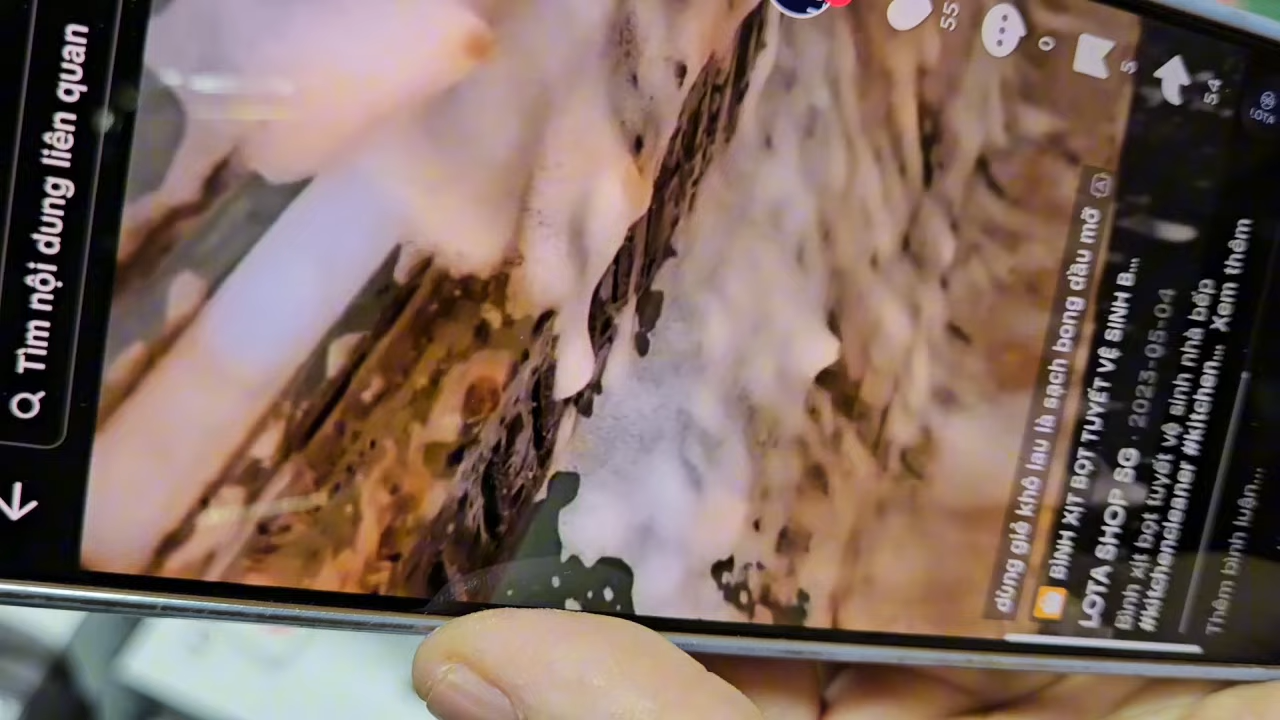 Tìm nội dung liên quan
55
0
5
54
LOTA
dùng giẻ khô lau là sạch bong dầu mỡ
BÌNH XỊT BỌT TUYẾT VỆ SINH B...
LOTA SHOP SG · 2023-05-04
Bình xịt bọt tuyết vệ sinh nhà bếp
#kitchencleaner #kitchen... Xem thêm
Thêm bình luận...